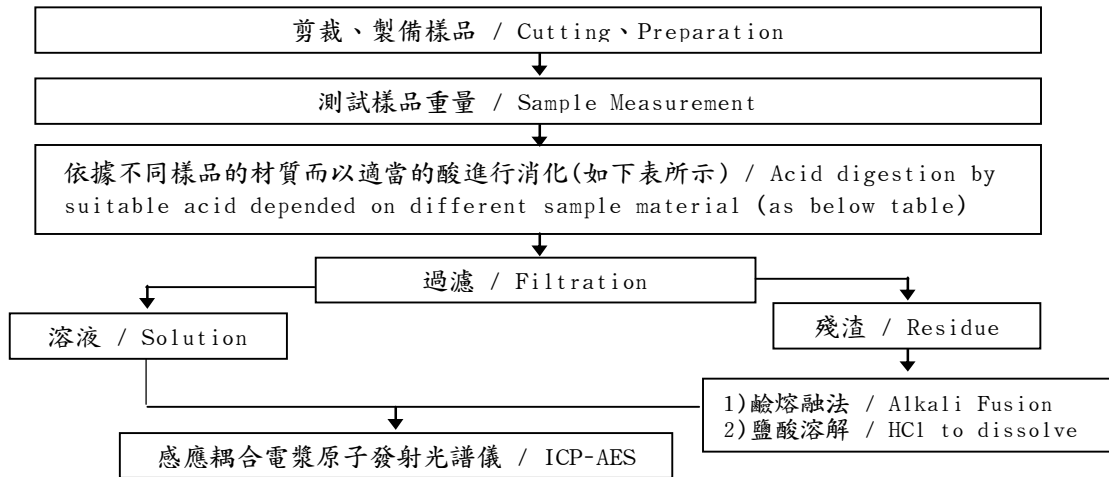 剪裁、製備樣品 / Cutting、Preparation
測試樣品重量 / Sample Measurement
依據不同樣品的材質而以適當的酸進行消化(如下表所示) / Acid digestion by
suitable acid depended on different sample material (as below table)
過濾 / Filtration
溶液 / Solution
殘渣 / Residue
1)鹼熔融法 / Alkali Fusion
2)鹽酸溶解 / HCl to dissolve
感應耦合電漿原子發射光譜儀 / ICP-AES